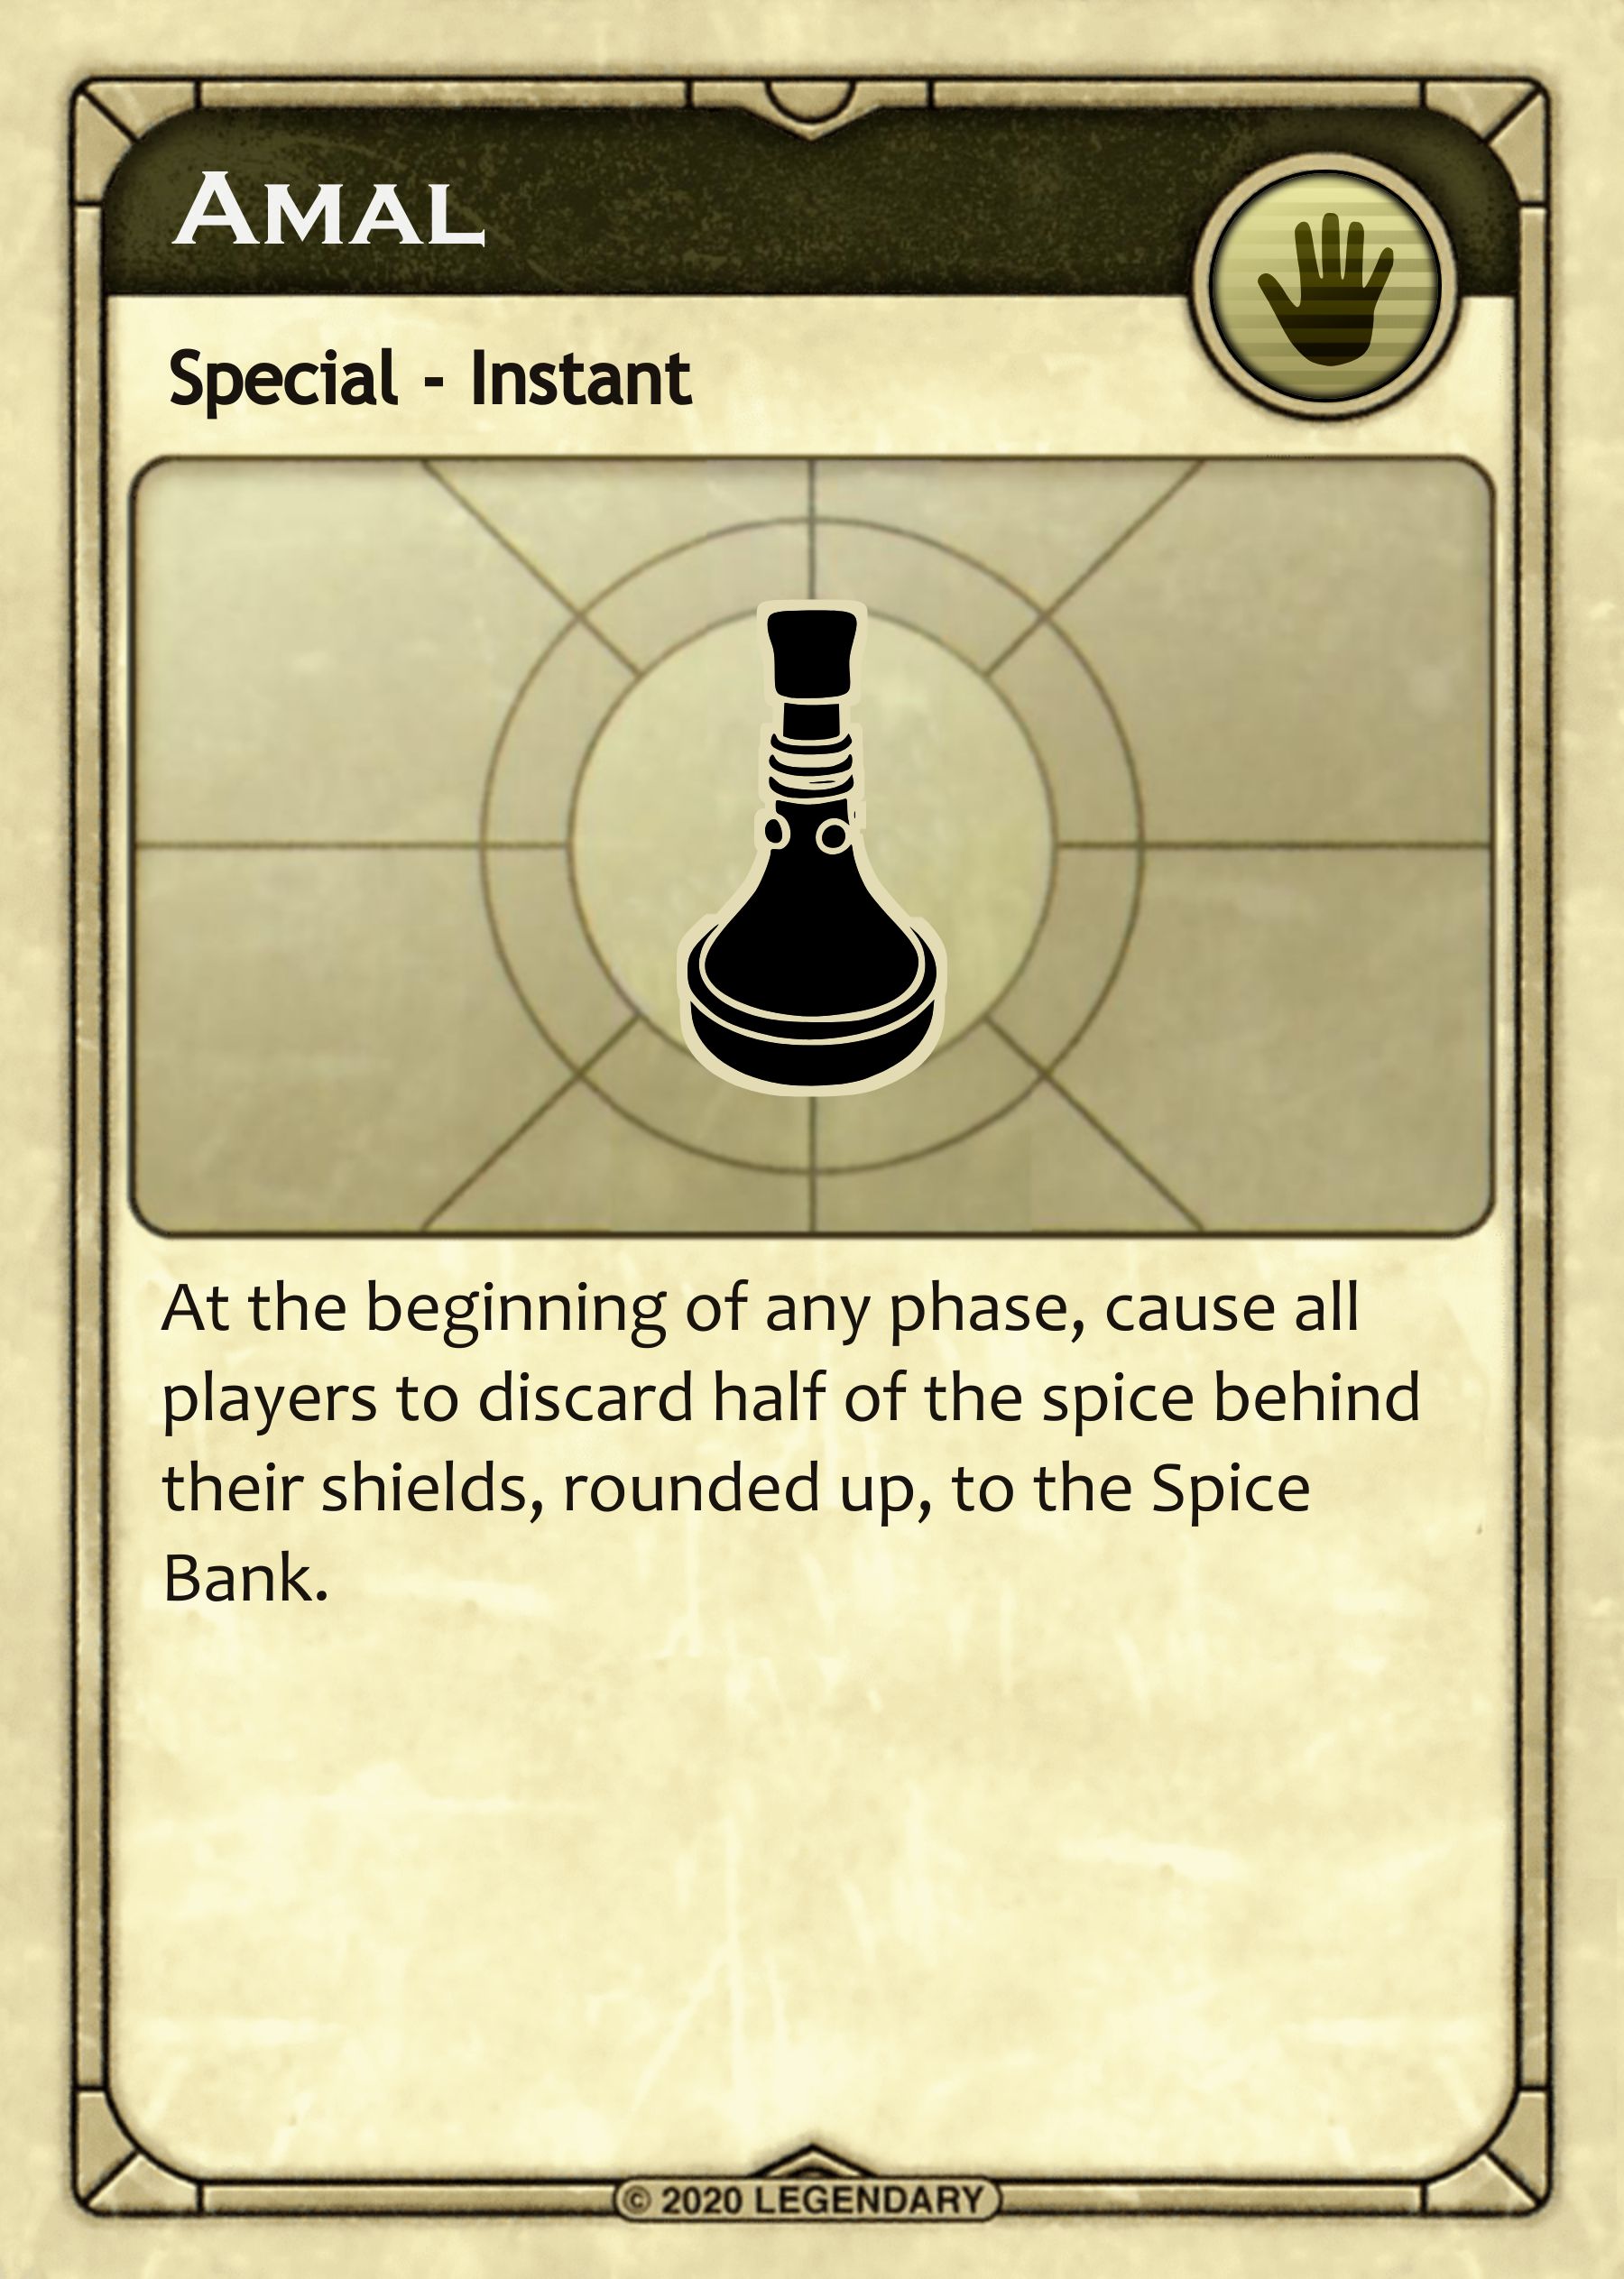 AMAL
Special - Instant
At the beginning of any phase, cause all
players to discard half of the spice behind
their shields, rounded up, to the Spice
Bank.
© 2020 LEGENDARY